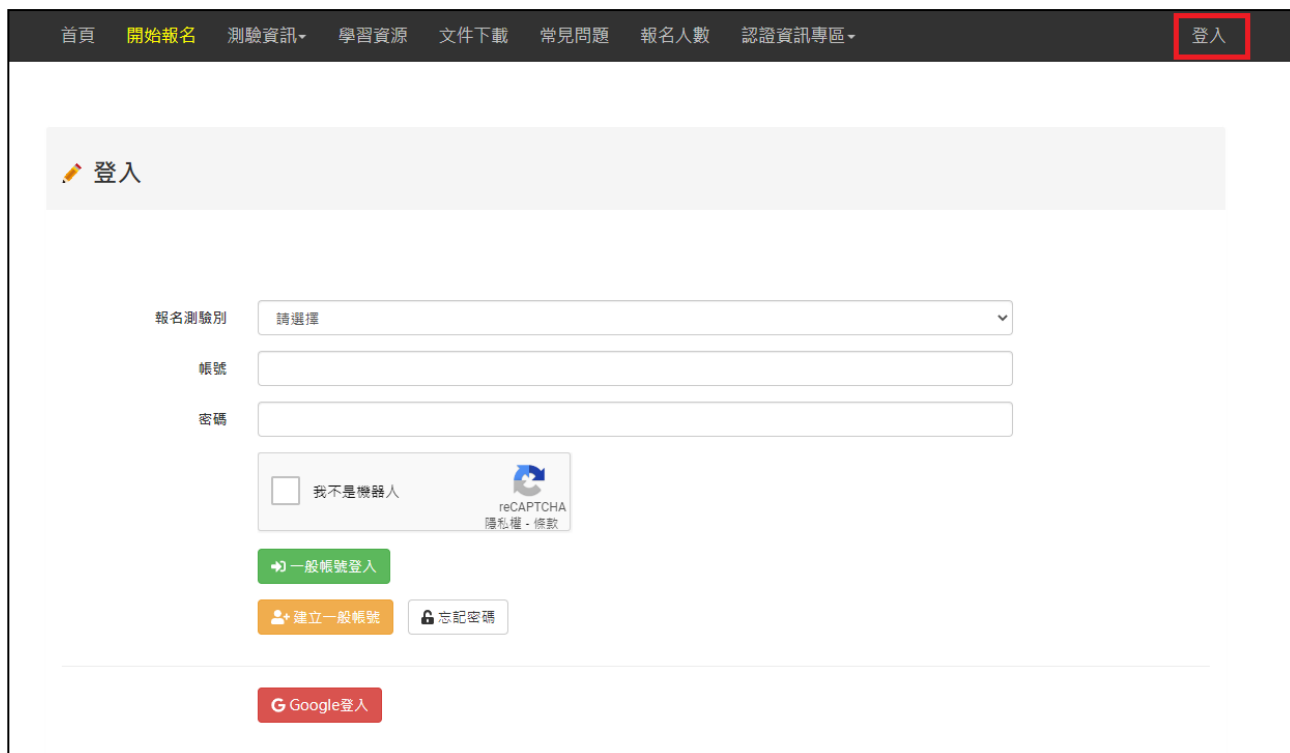 首頁 開始報名 測驗資訊 學習資源 文件下載 常見問題 報名人數 認證資訊專區 登入
登入
報名測驗別 請選擇
帳號
密碼
我不是機器人
reCAPTCHA
隱私權 - 條款
一般帳號登入
建立一般帳號 忘記密碼
Google登入